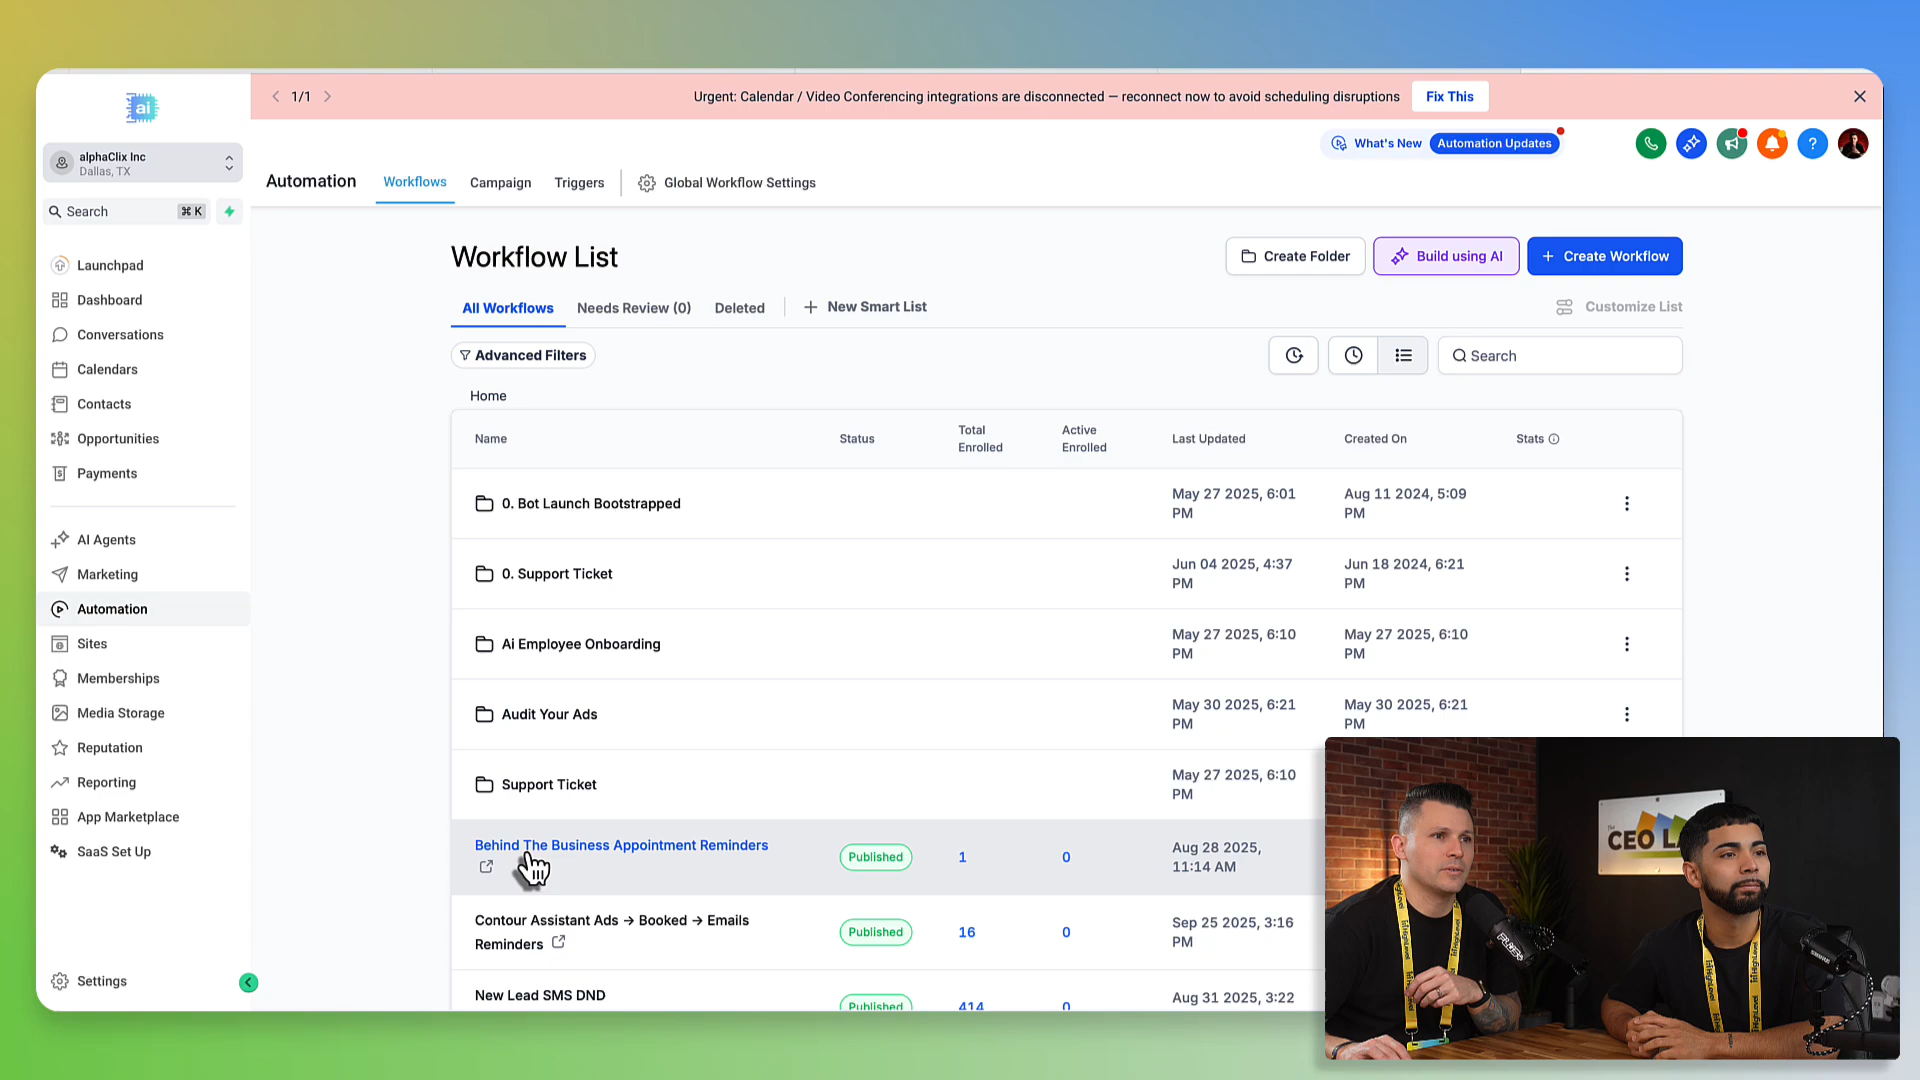 1/1
Urgent: Calendar / Video Conferencing integrations are disconnected — reconnect now to avoid scheduling disruptions
Fix This
ai
alphaClix Inc
Dallas, TX
Search
⌘ K
What's New
Automation Updates
Automation
Workflows
Campaign
Triggers
Global Workflow Settings
Launchpad
Dashboard
Conversations
Calendars
Contacts
Opportunities
Payments
AI Agents
Marketing
Automation
Sites
Memberships
Media Storage
Reputation
Reporting
App Marketplace
SaaS Set Up
Settings
Workflow List
Create Folder
Build using AI
+ Create Workflow
All Workflows
Needs Review (0)
Deleted
+ New Smart List
Customize List
Advanced Filters
Search
Home
Name
Status
Total
Enrolled
Active
Enrolled
Last Updated
Created On
Stats
0. Bot Launch Bootstrapped
May 27 2025, 6:01
PM
Aug 11 2024, 5:09
PM
0. Support Ticket
Jun 04 2025, 4:37
PM
Jun 18 2024, 6:21
PM
Ai Employee Onboarding
May 27 2025, 6:10
PM
May 27 2025, 6:10
PM
Audit Your Ads
May 30 2025, 6:21
PM
May 30 2025, 6:21
PM
Support Ticket
May 27 2025, 6:10
PM
Behind The Business Appointment Reminders
Published
1
0
Aug 28 2025,
11:14 AM
Contour Assistant Ads → Booked → Emails
Reminders
Published
16
0
Sep 25 2025, 3:16
PM
New Lead SMS DND
Published
414
0
Aug 31 2025, 3:22
The
CEO
HighLevel
HighLevel
HighLevel
SHURE